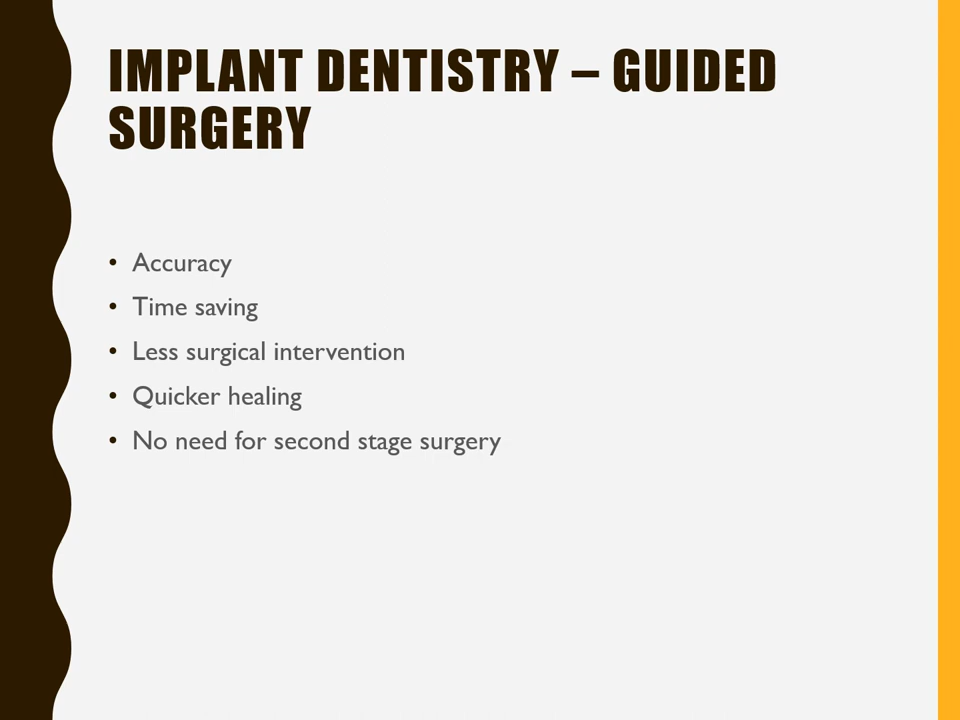 IMPLANT DENTISTRY – GUIDED
SURGERY
• Accuracy
• Time saving
• Less surgical intervention
• Quicker healing
• No need for second stage surgery